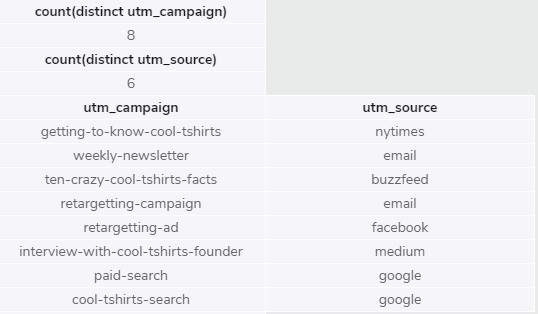 count(distinct utm_campaign)
8
count(distinct utm_source)
6
utm_campaign utm_source
getting-to-know-cool-tshirts nytimes
weekly-newsletter email
ten-crazy-cool-tshirts-facts buzzfeed
retargetting-campaign email
retargetting-ad facebook
interview-with-cool-tshirts-founder medium
paid-search google
cool-tshirts-search google